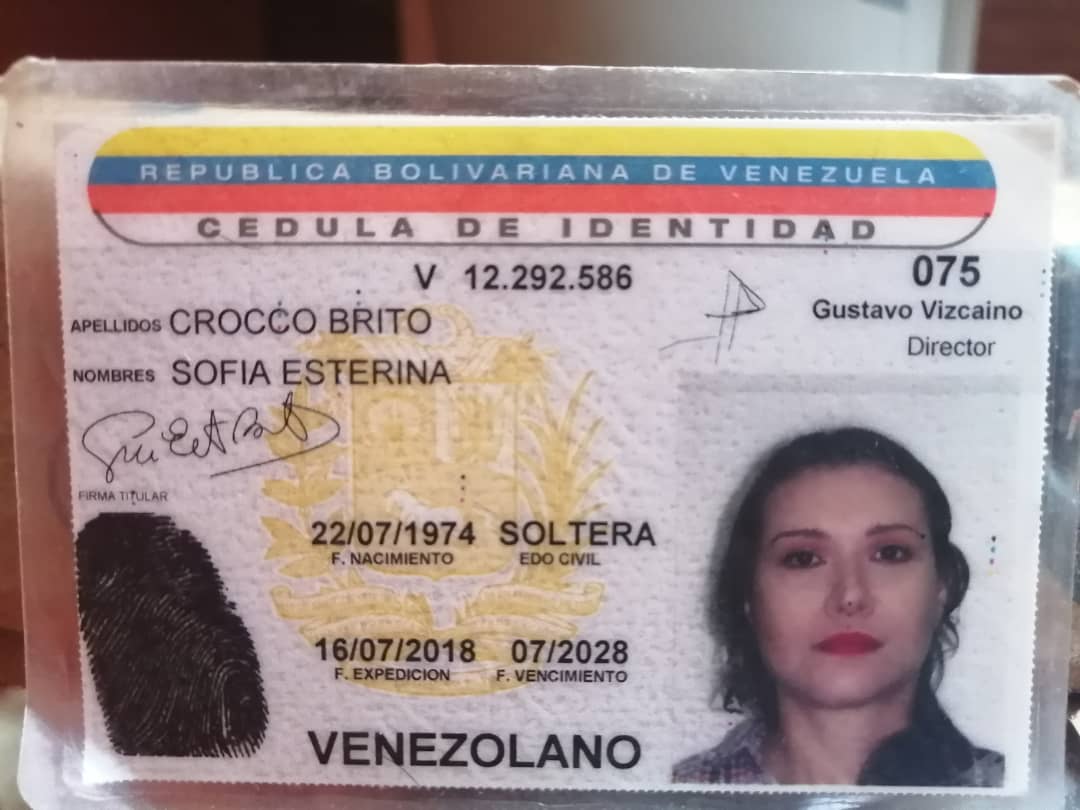 REPUBLICA BOLIVARIANA DE VENEZUELA
CEDULA DE IDENTIDAD
V 12.292.586
075
Gustavo Vizcaino
Director
APELLIDOS CROCCO BRITO
NOMBRES SOFIA ESTERINA
FIRMA TITULAR
22/07/1974 SOLTERA
F. NACIMIENTO EDO CIVIL
16/07/2018 07/2028
F. EXPEDICION F. VENCIMIENTO
VENEZOLANO